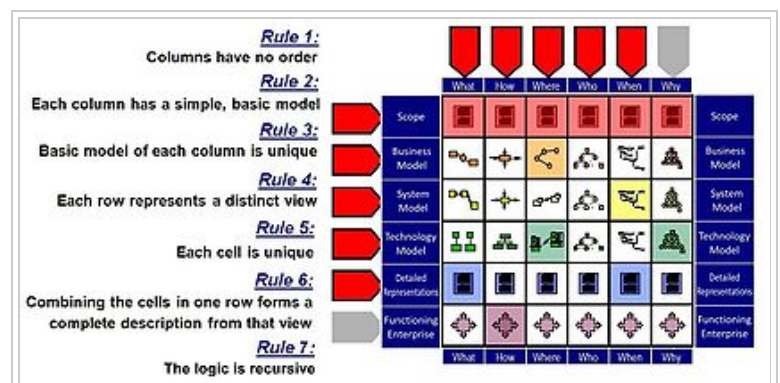 Rule 1:
Columns have no order
Rule 2:
Each column has a simple, basic model
Rule 3:
Basic model of each column is unique
Rule 4:
Each row represents a distinct view
Rule 5:
Each cell is unique
Rule 6:
Combining the cells in one row forms a
complete description from that view
Rule 7:
The logic is recursive
What How Where Who When Why
Scope Scope
Business Business
Model Model
System System
Model Model
Technology Technology
Model Model
Detailed Detailed
Representations Representations
Functioning Functioning
Enterprise Enterprise
What How Where Who When Why